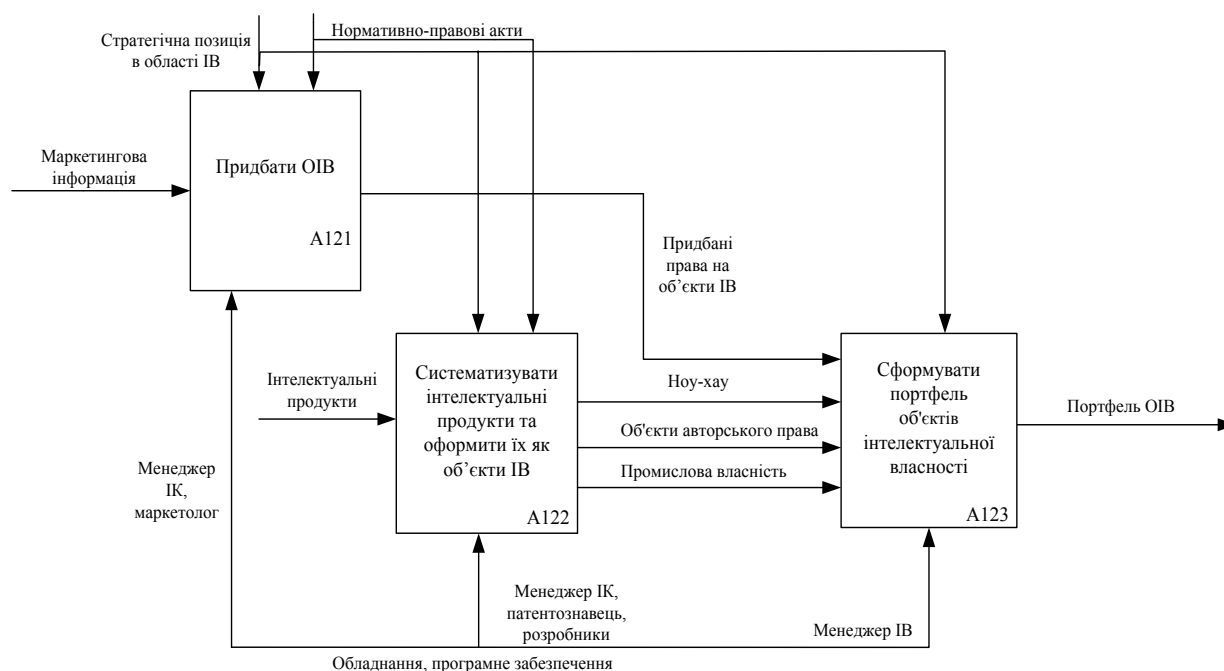 Стратегічна позиція
в області ІВ
Нормативно-правові акти
Маркетингова
інформація
Придбати ОІВ
А121
Придбані
права на
об’єкти ІВ
Інтелектуальні
продукти
Систематизувати
інтелектуальні
продукти та
оформити їх як
об’єкти ІВ
А122
Ноу-хау
Об'єкти авторського права
Промислова власність
Сформувати
портфель
об'єктів
інтелектуальної
власності
А123
Портфель ОІВ
Менеджер
ІК,
маркетолог
Менеджер ІК,
патентознавець,
розробники
Менеджер ІВ
Обладнання, програмне забезпечення